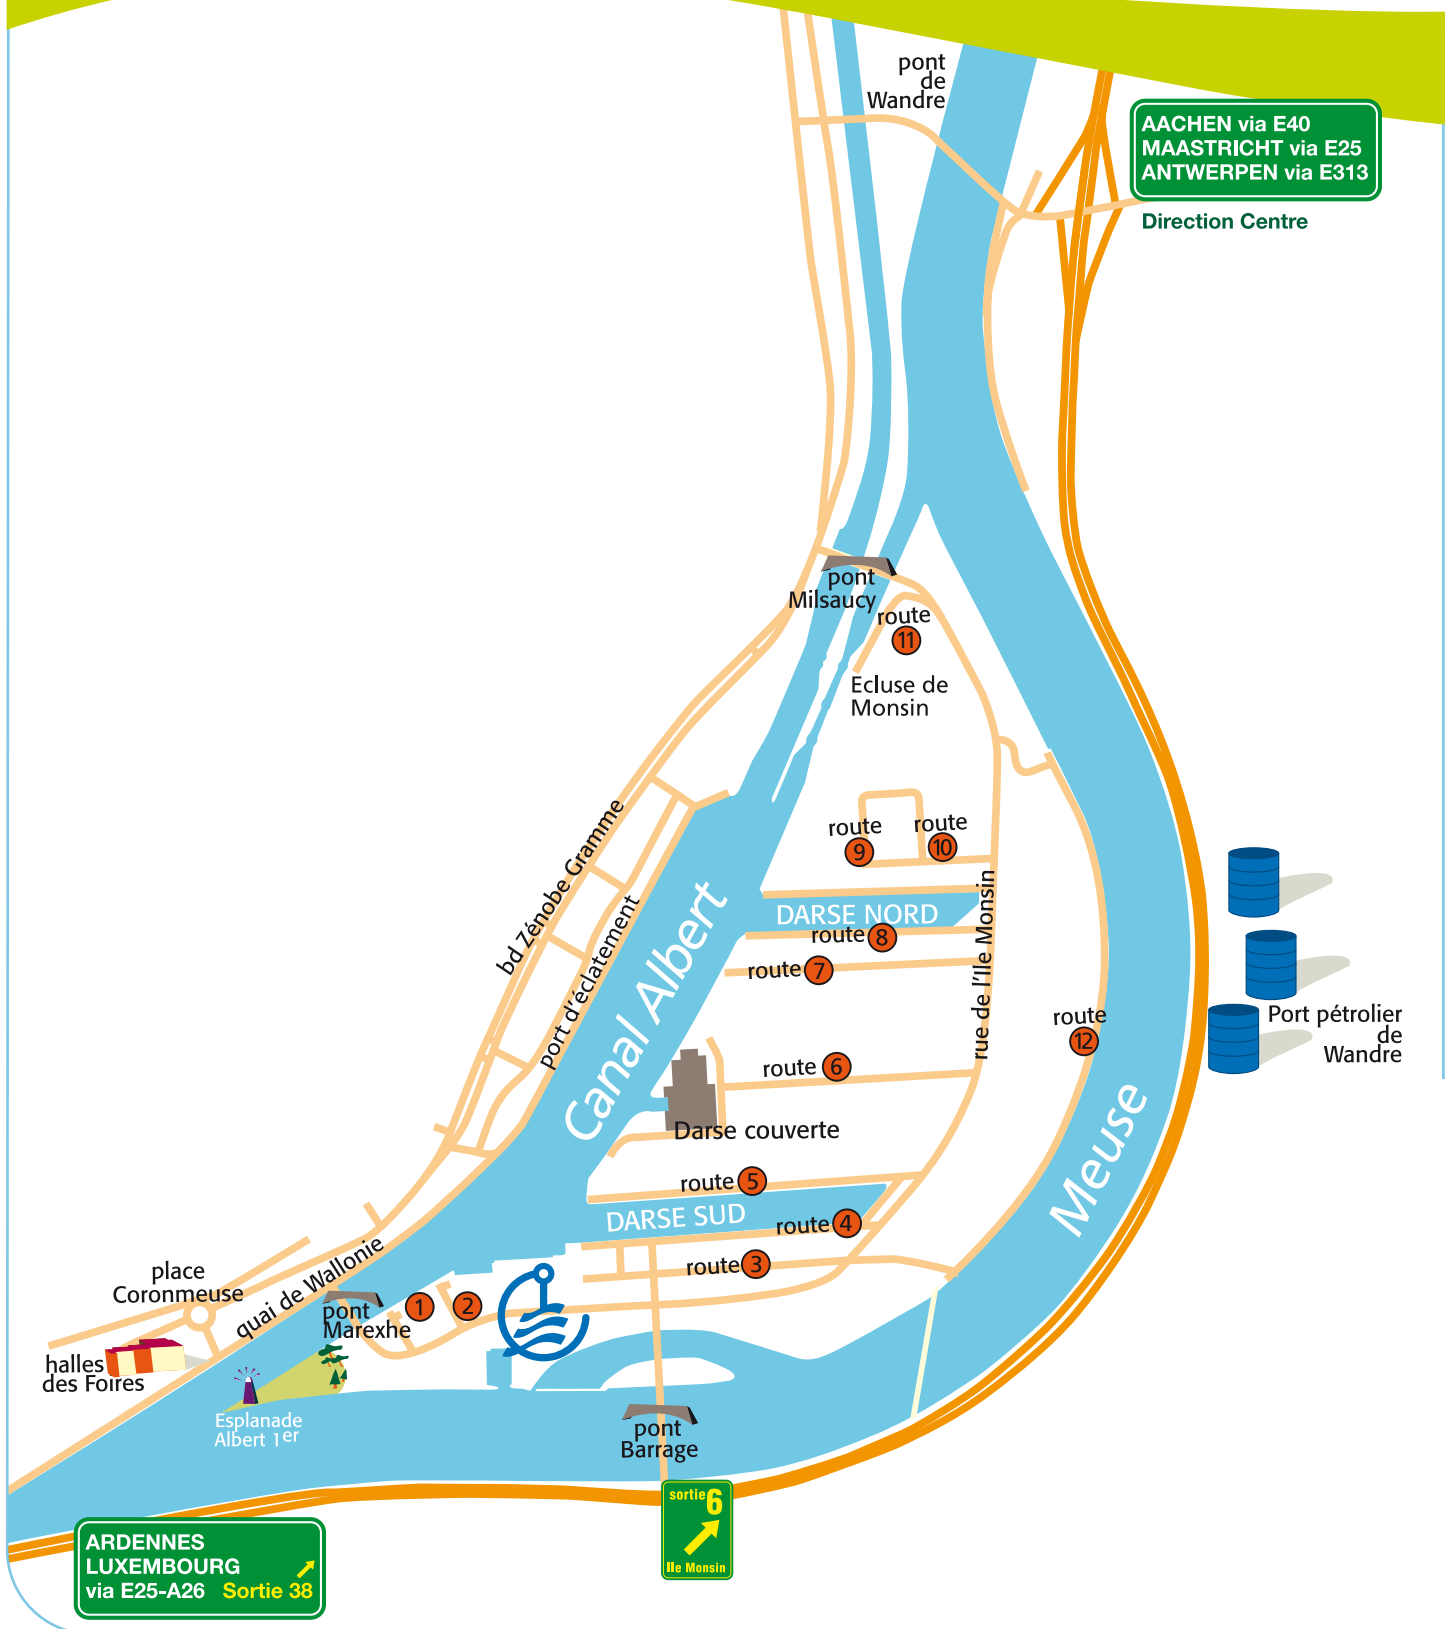 pont
de
Wandre
AACHEN via E40
MAASTRICHT via E25
ANTWERPEN via E313
Direction Centre
pont
Milsaucy
route
11
Ecluse de
Monsin
bd Zénobe Gramme
port d'éclatement
Canal Albert
route
9
route
10
DARSE NORD
route 8
route 7
rue de l'Ile Monsin
route
12
Port pétrolier
de
Wandre
route 6
Darse couverte
Meuse
route 5
DARSE SUD
route 4
route 3
place
Coronmeuse
quai de Wallonie
pont
Marexhe
1
2
halles
des Foires
Esplanade
Albert 1er
pont
Barrage
sortie 6
Ile Monsin
ARDENNES
LUXEMBOURG
via E25-A26 Sortie 38